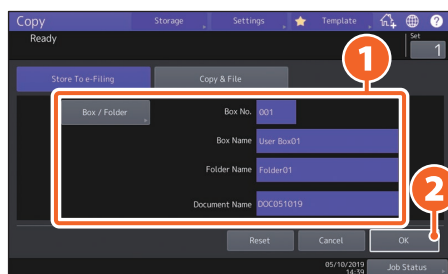 Copy Storage Settings Template
Ready Set
1
1
Store To e-Filing Copy & File
Box / Folder Box No. 001
Box Name User Box01
Folder Name Folder01
Document Name DOC051019
2
Reset Cancel OK
05/10/2019
14:39 Job Status